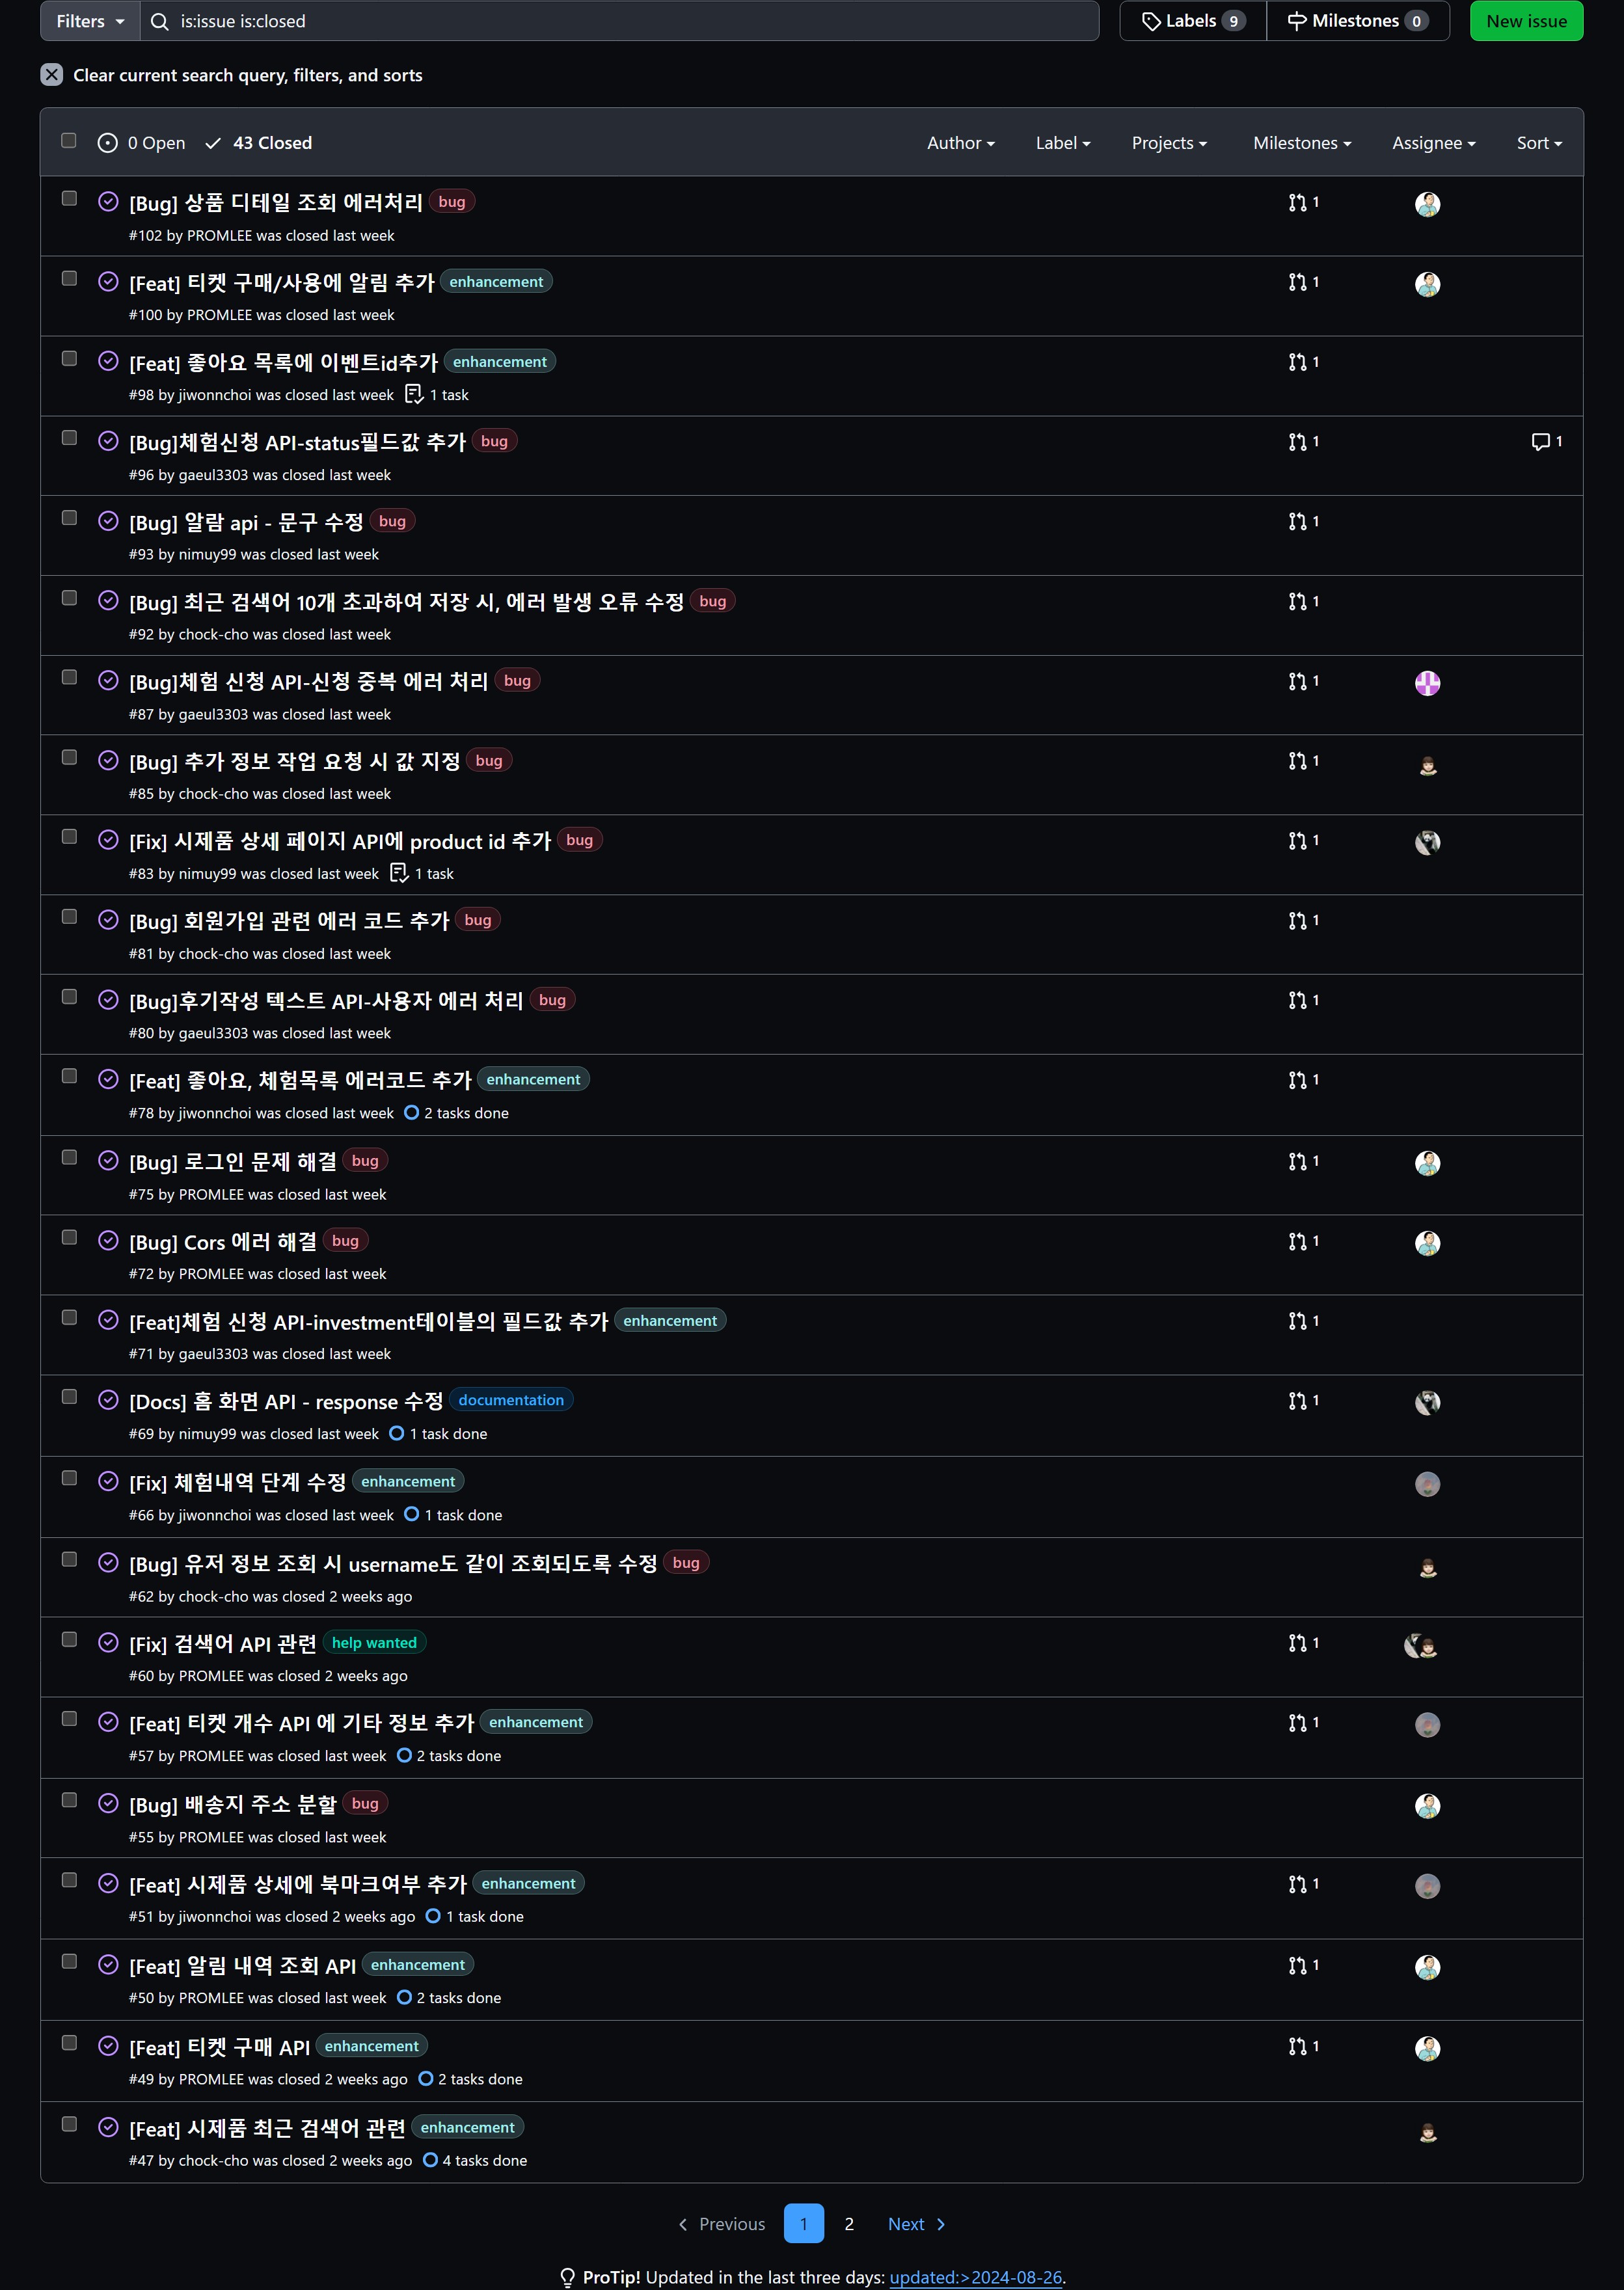 Filters is:issue is:closed Labels 9 Milestones 0 New issue
Clear current search query, filters, and sorts
0 Open 43 Closed Author Label Projects Milestones Assignee Sort
[Bug] 상품 디테일 조회 에러처리 bug 1
#102 by PROMLEE was closed last week
[Feat] 티켓 구매/사용에 알림 추가 enhancement 1
#100 by PROMLEE was closed last week
[Feat] 좋아요 목록에 이벤트id추가 enhancement 1
#98 by jiwonnchoi was closed last week 1 task
[Bug]체험신청 API-status필드값 추가 bug 1 1
#96 by gaeul3303 was closed last week
[Bug] 알람 api - 문구 수정 bug 1
#93 by nimuy99 was closed last week
[Bug] 최근 검색어 10개 초과하여 저장 시, 에러 발생 오류 수정 bug 1
#92 by chock-cho was closed last week
[Bug]체험 신청 API-신청 중복 에러 처리 bug 1
#87 by gaeul3303 was closed last week
[Bug] 추가 정보 작업 요청 시 값 지정 bug 1
#85 by chock-cho was closed last week
[Fix] 시제품 상세 페이지 API에 product id 추가 bug 1
#83 by nimuy99 was closed last week 1 task
[Bug] 회원가입 관련 에러 코드 추가 bug 1
#81 by chock-cho was closed last week
[Bug]후기작성 텍스트 API-사용자 에러 처리 bug 1
#80 by gaeul3303 was closed last week
[Feat] 좋아요, 체험목록 에러코드 추가 enhancement 1
#78 by jiwonnchoi was closed last week 2 tasks done
[Bug] 로그인 문제 해결 bug 1
#75 by PROMLEE was closed last week
[Bug] Cors 에러 해결 bug 1
#72 by PROMLEE was closed last week
[Feat]체험 신청 API-investment테이블의 필드값 추가 enhancement 1
#71 by gaeul3303 was closed last week
[Docs] 홈 화면 API - response 수정 documentation 1
#69 by nimuy99 was closed last week 1 task done
[Fix] 체험내역 단계 수정 enhancement
#66 by jiwonnchoi was closed last week 1 task done
[Bug] 유저 정보 조회 시 username도 같이 조회되도록 수정 bug
#62 by chock-cho was closed 2 weeks ago
[Fix] 검색어 API 관련 help wanted 1
#60 by PROMLEE was closed 2 weeks ago
[Feat] 티켓 개수 API 에 기타 정보 추가 enhancement 1
#57 by PROMLEE was closed last week 2 tasks done
[Bug] 배송지 주소 분할 bug
#55 by PROMLEE was closed last week
[Feat] 시제품 상세에 북마크여부 추가 enhancement 1
#51 by jiwonnchoi was closed 2 weeks ago 1 task done
[Feat] 알림 내역 조회 API enhancement 1
#50 by PROMLEE was closed last week 2 tasks done
[Feat] 티켓 구매 API enhancement 1
#49 by PROMLEE was closed 2 weeks ago 2 tasks done
[Feat] 시제품 최근 검색어 관련 enhancement
#47 by chock-cho was closed 2 weeks ago 4 tasks done
Previous 1 2 Next
ProTip! Updated in the last three days: updated:>2024-08-26.